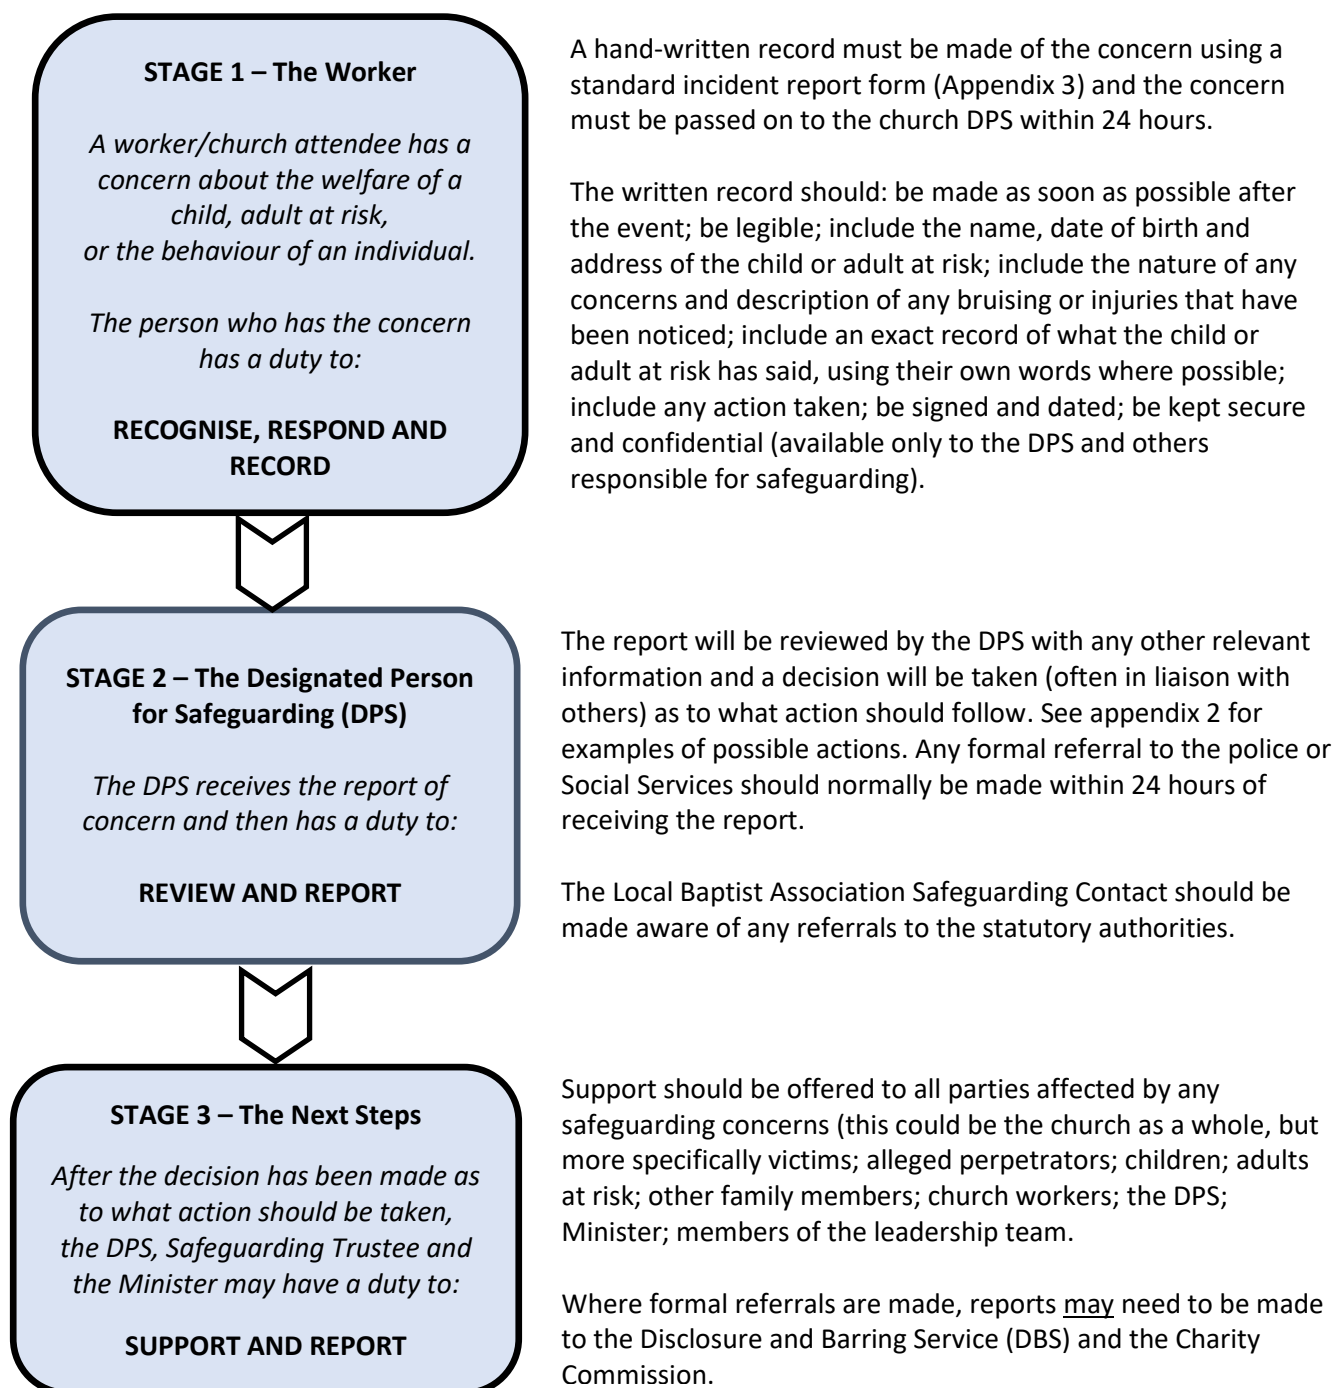 STAGE 1 – The Worker
A worker/church attendee has a
concern about the welfare of a
child, adult at risk,
or the behaviour of an individual.
The person who has the concern
has a duty to:
RECOGNISE, RESPOND AND
RECORD
A hand-written record must be made of the concern using a
standard incident report form (Appendix 3) and the concern
must be passed on to the church DPS within 24 hours.
The written record should: be made as soon as possible after
the event; be legible; include the name, date of birth and
address of the child or adult at risk; include the nature of any
concerns and description of any bruising or injuries that have
been noticed; include an exact record of what the child or
adult at risk has said, using their own words where possible;
include any action taken; be signed and dated; be kept secure
and confidential (available only to the DPS and others
responsible for safeguarding).
STAGE 2 – The Designated Person
for Safeguarding (DPS)
The DPS receives the report of
concern and then has a duty to:
REVIEW AND REPORT
The report will be reviewed by the DPS with any other relevant
information and a decision will be taken (often in liaison with
others) as to what action should follow. See appendix 2 for
examples of possible actions. Any formal referral to the police or
Social Services should normally be made within 24 hours of
receiving the report.
The Local Baptist Association Safeguarding Contact should be
made aware of any referrals to the statutory authorities.
STAGE 3 – The Next Steps
After the decision has been made as
to what action should be taken,
the DPS, Safeguarding Trustee and
the Minister may have a duty to:
SUPPORT AND REPORT
Support should be offered to all parties affected by any
safeguarding concerns (this could be the church as a whole, but
more specifically victims; alleged perpetrators; children; adults
at risk; other family members; church workers; the DPS;
Minister; members of the leadership team.
Where formal referrals are made, reports may need to be made
to the Disclosure and Barring Service (DBS) and the Charity
Commission.